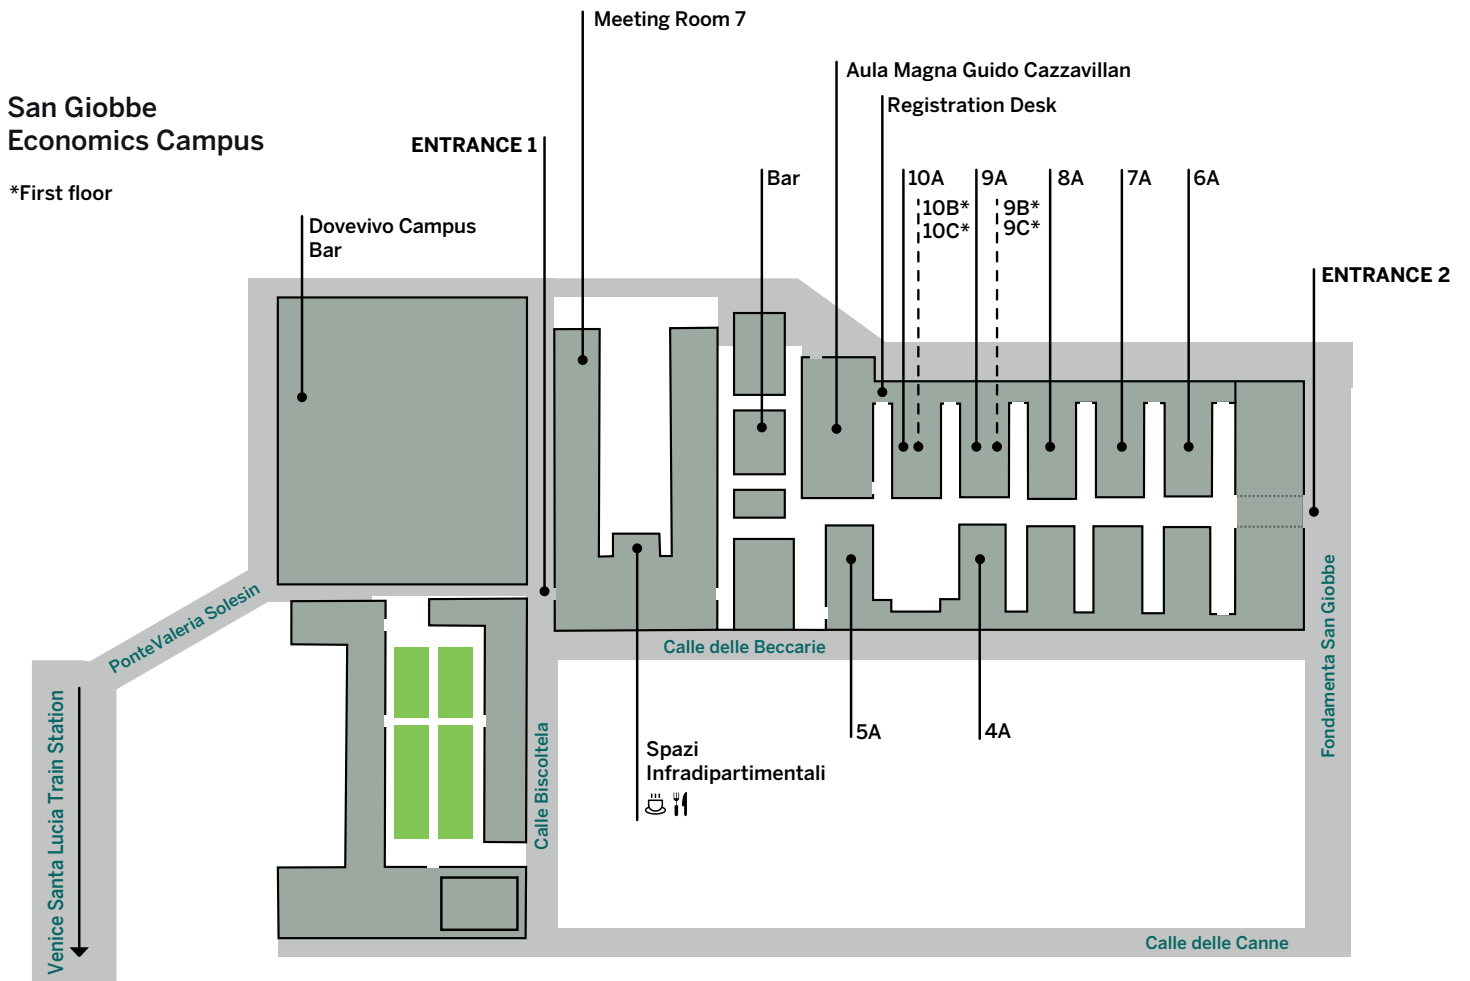 Meeting Room 7
Aula Magna Guido Cazzavillan
San Giobbe
Economics Campus
Registration Desk
ENTRANCE 1
*First floor
Bar
10A
9A
8A
7A
6A
10B*
10C*
9B*
9C*
Dovevivo Campus
Bar
ENTRANCE 2
Ponte Valeria Solesin
Calle delle Beccarie
Fondamenta San Giobbe
Venice Santa Lucia Train Station
Calle Biscoltela
5A
4A
Spazi
Infradipartimentali
Calle delle Canne